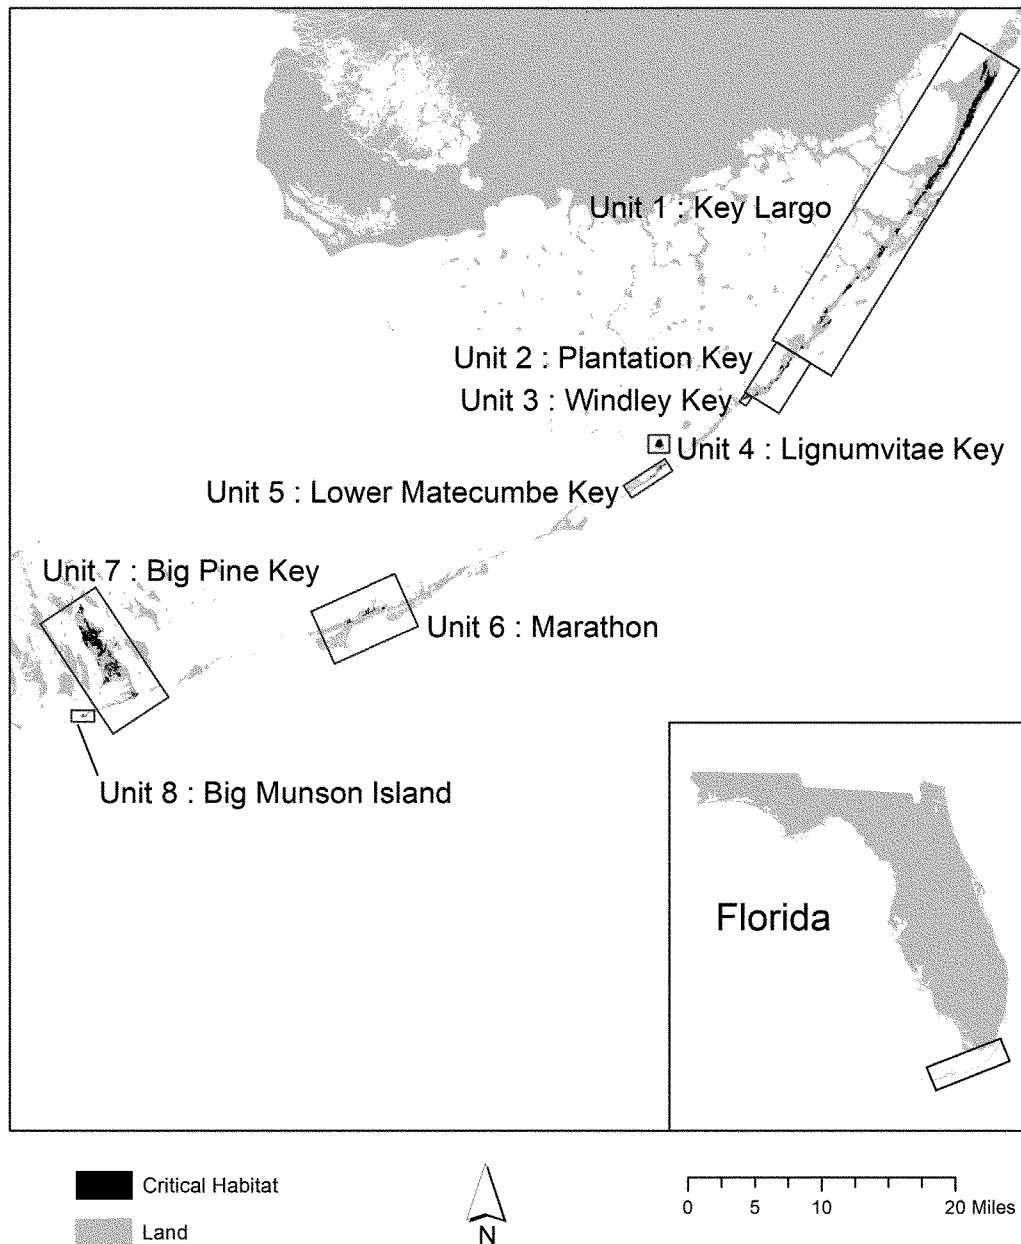 Unit 1 : Key Largo
Unit 2 : Plantation Key
Unit 3 : Windley Key
Unit 4 : Lignumvitae Key
Unit 5 : Lower Matecumbe Key
Unit 7 : Big Pine Key
Unit 6 : Marathon
Unit 8 : Big Munson Island
Florida
Critical Habitat
Land
N
0 5 10 20 Miles